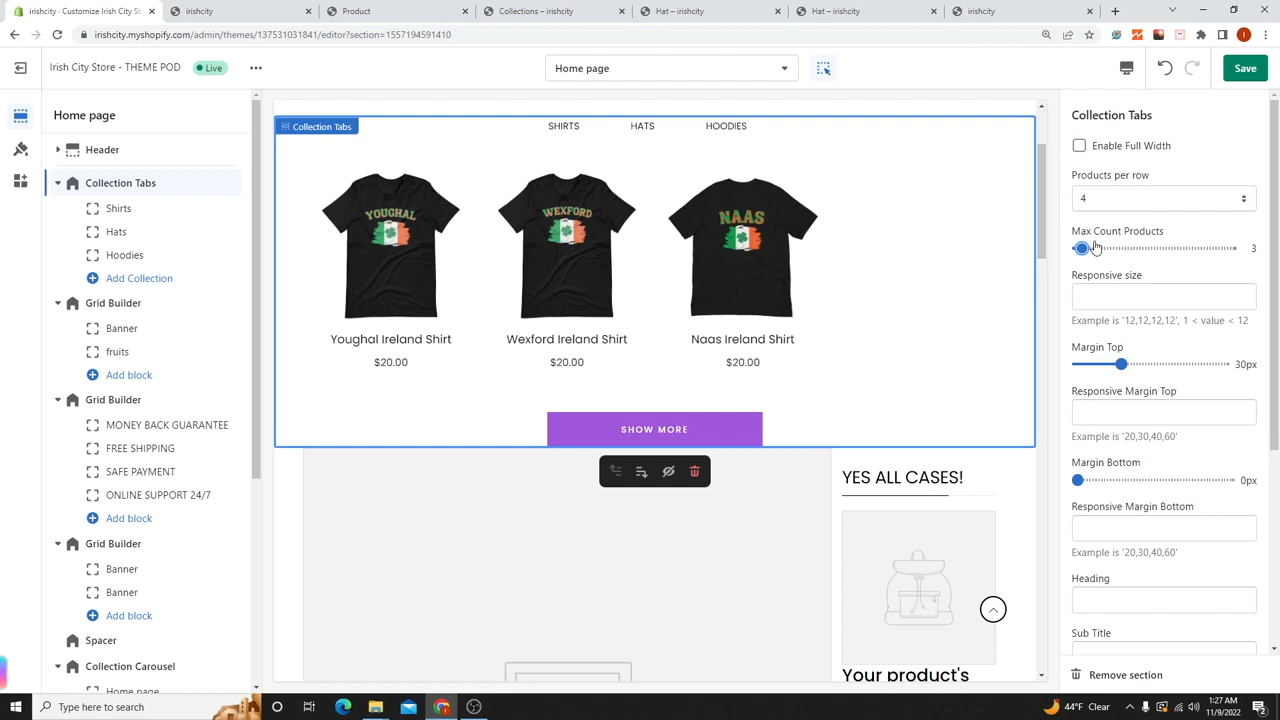 irishcity - Customize Irish City St
irishcity
Product
Collections – irishcity
Hat – irishcity
Hat – irishcity
irishcity
irishcity.myshopify.com/admin/themes/137531031841/editor?section=1557194591410
Irish City Store - THEME POD
Live
Home page
Save
Home page
Header
Collection Tabs
Shirts
Hats
Hoodies
Add Collection
Grid Builder
Banner
fruits
Add block
Grid Builder
MONEY BACK GUARANTEE
FREE SHIPPING
SAFE PAYMENT
ONLINE SUPPORT 24/7
Add block
Grid Builder
Banner
Banner
Add block
Spacer
Collection Carousel
Home page
Collection Tabs
SHIRTS HATS HOODIES
YOUGHAL
WEXFORD
NAAS
Youghal Ireland Shirt
$20.00
Wexford Ireland Shirt
$20.00
Naas Ireland Shirt
$20.00
SHOW MORE
YES ALL CASES!
Your product's
Collection Tabs
Enable Full Width
Products per row
4
Max Count Products
3
Responsive size
Example is '12,12,12,12', 1 < value < 12
Margin Top
30px
Responsive Margin Top
Example is '20,30,40,60'
Margin Bottom
0px
Responsive Margin Bottom
Example is '20,30,40,60'
Heading
Sub Title
Remove section
Type here to search
44°F Clear
1:27 AM
11/9/2022